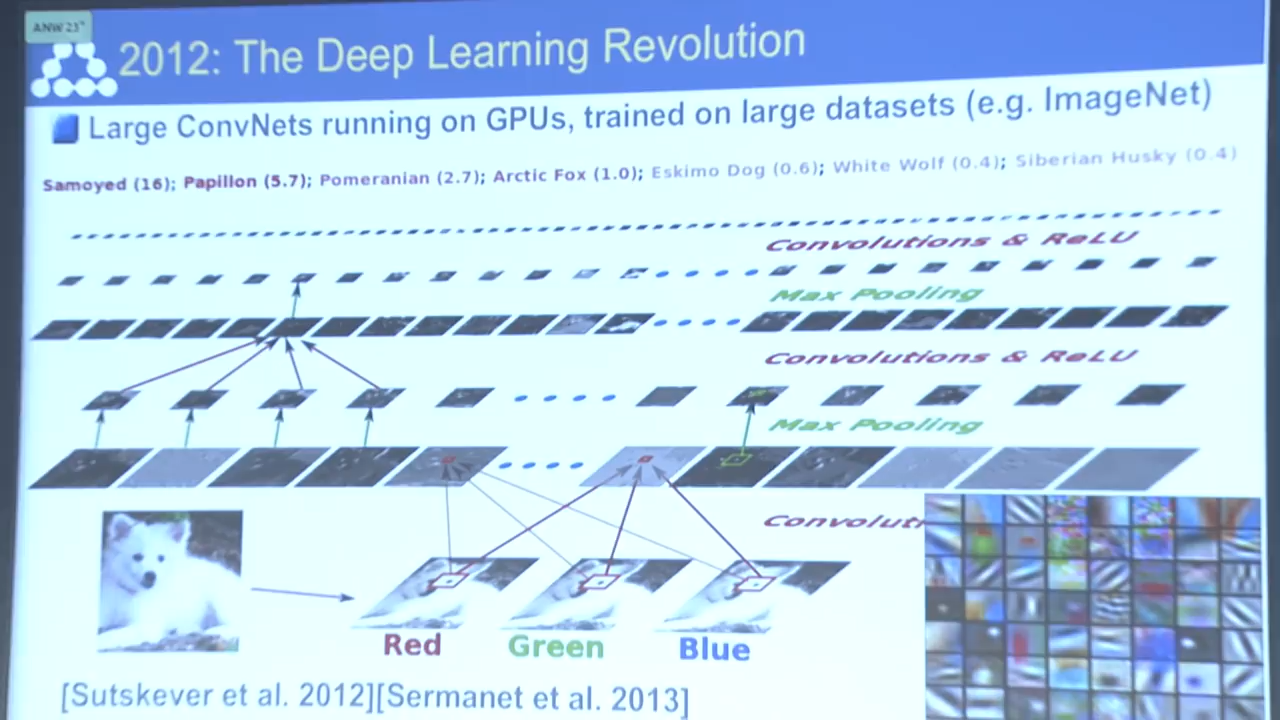 ANW 23"
2012: The Deep Learning Revolution
Large ConvNets running on GPUs, trained on large datasets (e.g. ImageNet)
Samoyed (16); Papillon (5.7); Pomeranian (2.7); Arctic Fox (1.0); Eskimo Dog (0.6); White Wolf (0.4); Siberian Husky (0.4)
Convolutions & ReLU
Max Pooling
Convolutions & ReLU
Max Pooling
Convoluti
Red Green Blue
[Sutskever et al. 2012][Sermanet et al. 2013]